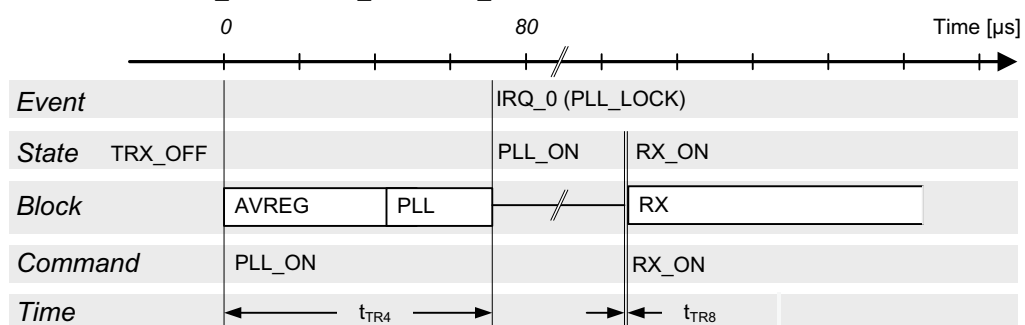 0 80 Time [µs]
Event IRQ_0 (PLL_LOCK)
State TRX_OFF PLL_ON RX_ON
Block AVREG PLL RX
Command PLL_ON RX_ON
Time tTR4 tTR8